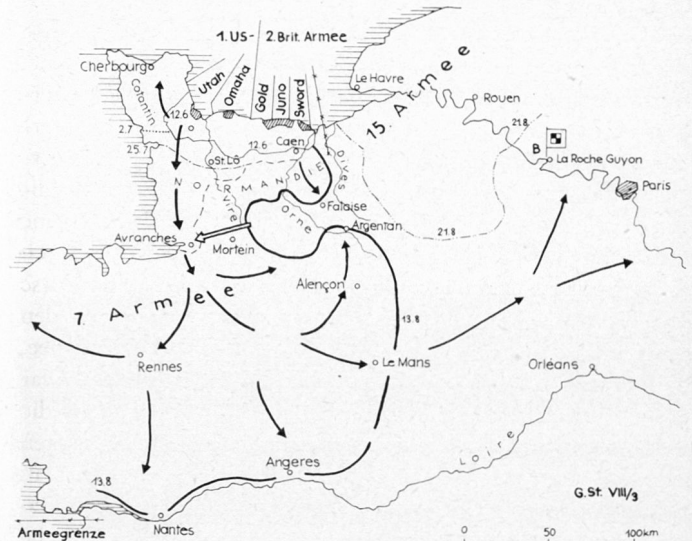 1. US-
2. Brit. Armee
Cherbourg
Cotantin
Utah
Omaha
Gold
Juno
Sword
Le Havre
15. Armee
Rouen
12.6
2.7
25.7
St.Lô
12.6
Caen
Dives
21.8
B
La Roche Guyon
Paris
NORMANDIE
Vire
Orne
Falaise
Argentan
21.8
Avranches
Mortein
Alençon
7. Armee
13.8
Rennes
Le Mans
Orléans
Angeres
Loire
13.8
G.St. VIII/3
Armeegrenze
Nantes
0 50 100km